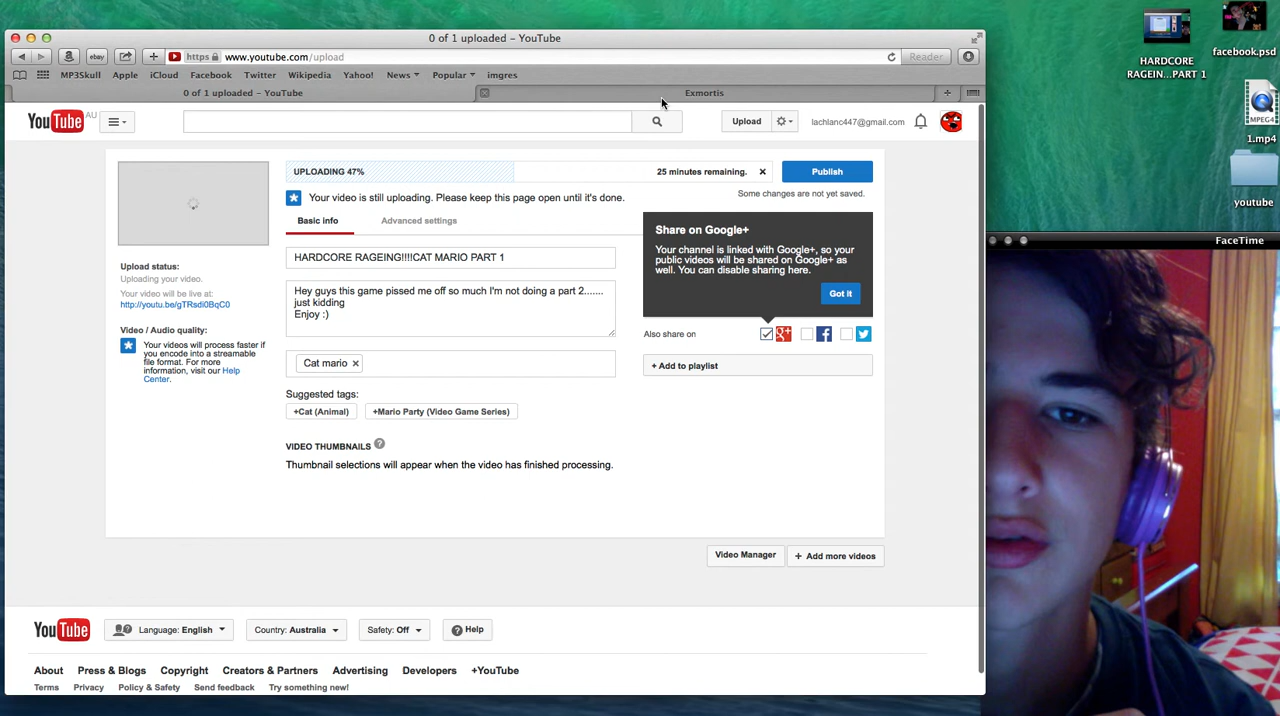 0 of 1 uploaded – YouTube
https www.youtube.com/upload
Reader
ebay
MP3Skull Apple iCloud Facebook Twitter Wikipedia Yahoo! News Popular imgres
0 of 1 uploaded – YouTube
Exmortis
YouTube AU
Upload
lachlanc447@gmail.com
UPLOADING 47%
25 minutes remaining.
Publish
Your video is still uploading. Please keep this page open until it's done.
Some changes are not yet saved.
Basic info
Advanced settings
Share on Google+
Your channel is linked with Google+, so your
public videos will be shared on Google+ as
well. You can disable sharing here.
Got it
HARDCORE RAGEING!!!!CAT MARIO PART 1
Hey guys this game pissed me off so much I'm not doing a part 2.......
just kidding
Enjoy :)
Upload status:
Uploading your video.
Your video will be live at:
http://youtu.be/gTRsdi0BqC0
Video / Audio quality:
Your videos will process faster if
you encode into a streamable
file format. For more
information, visit our Help
Center.
Also share on
+ Add to playlist
Cat mario
Suggested tags:
+Cat (Animal)
+Mario Party (Video Game Series)
VIDEO THUMBNAILS ?
Thumbnail selections will appear when the video has finished processing.
Video Manager
+ Add more videos
YouTube
Language: English
Country: Australia
Safety: Off
Help
About Press & Blogs Copyright Creators & Partners Advertising Developers +YouTube
Terms Privacy Policy & Safety Send feedback Try something new!
HARDCORE
RAGEIN...PART 1
facebook.psd
MPEG4
1.mp4
youtube
FaceTime